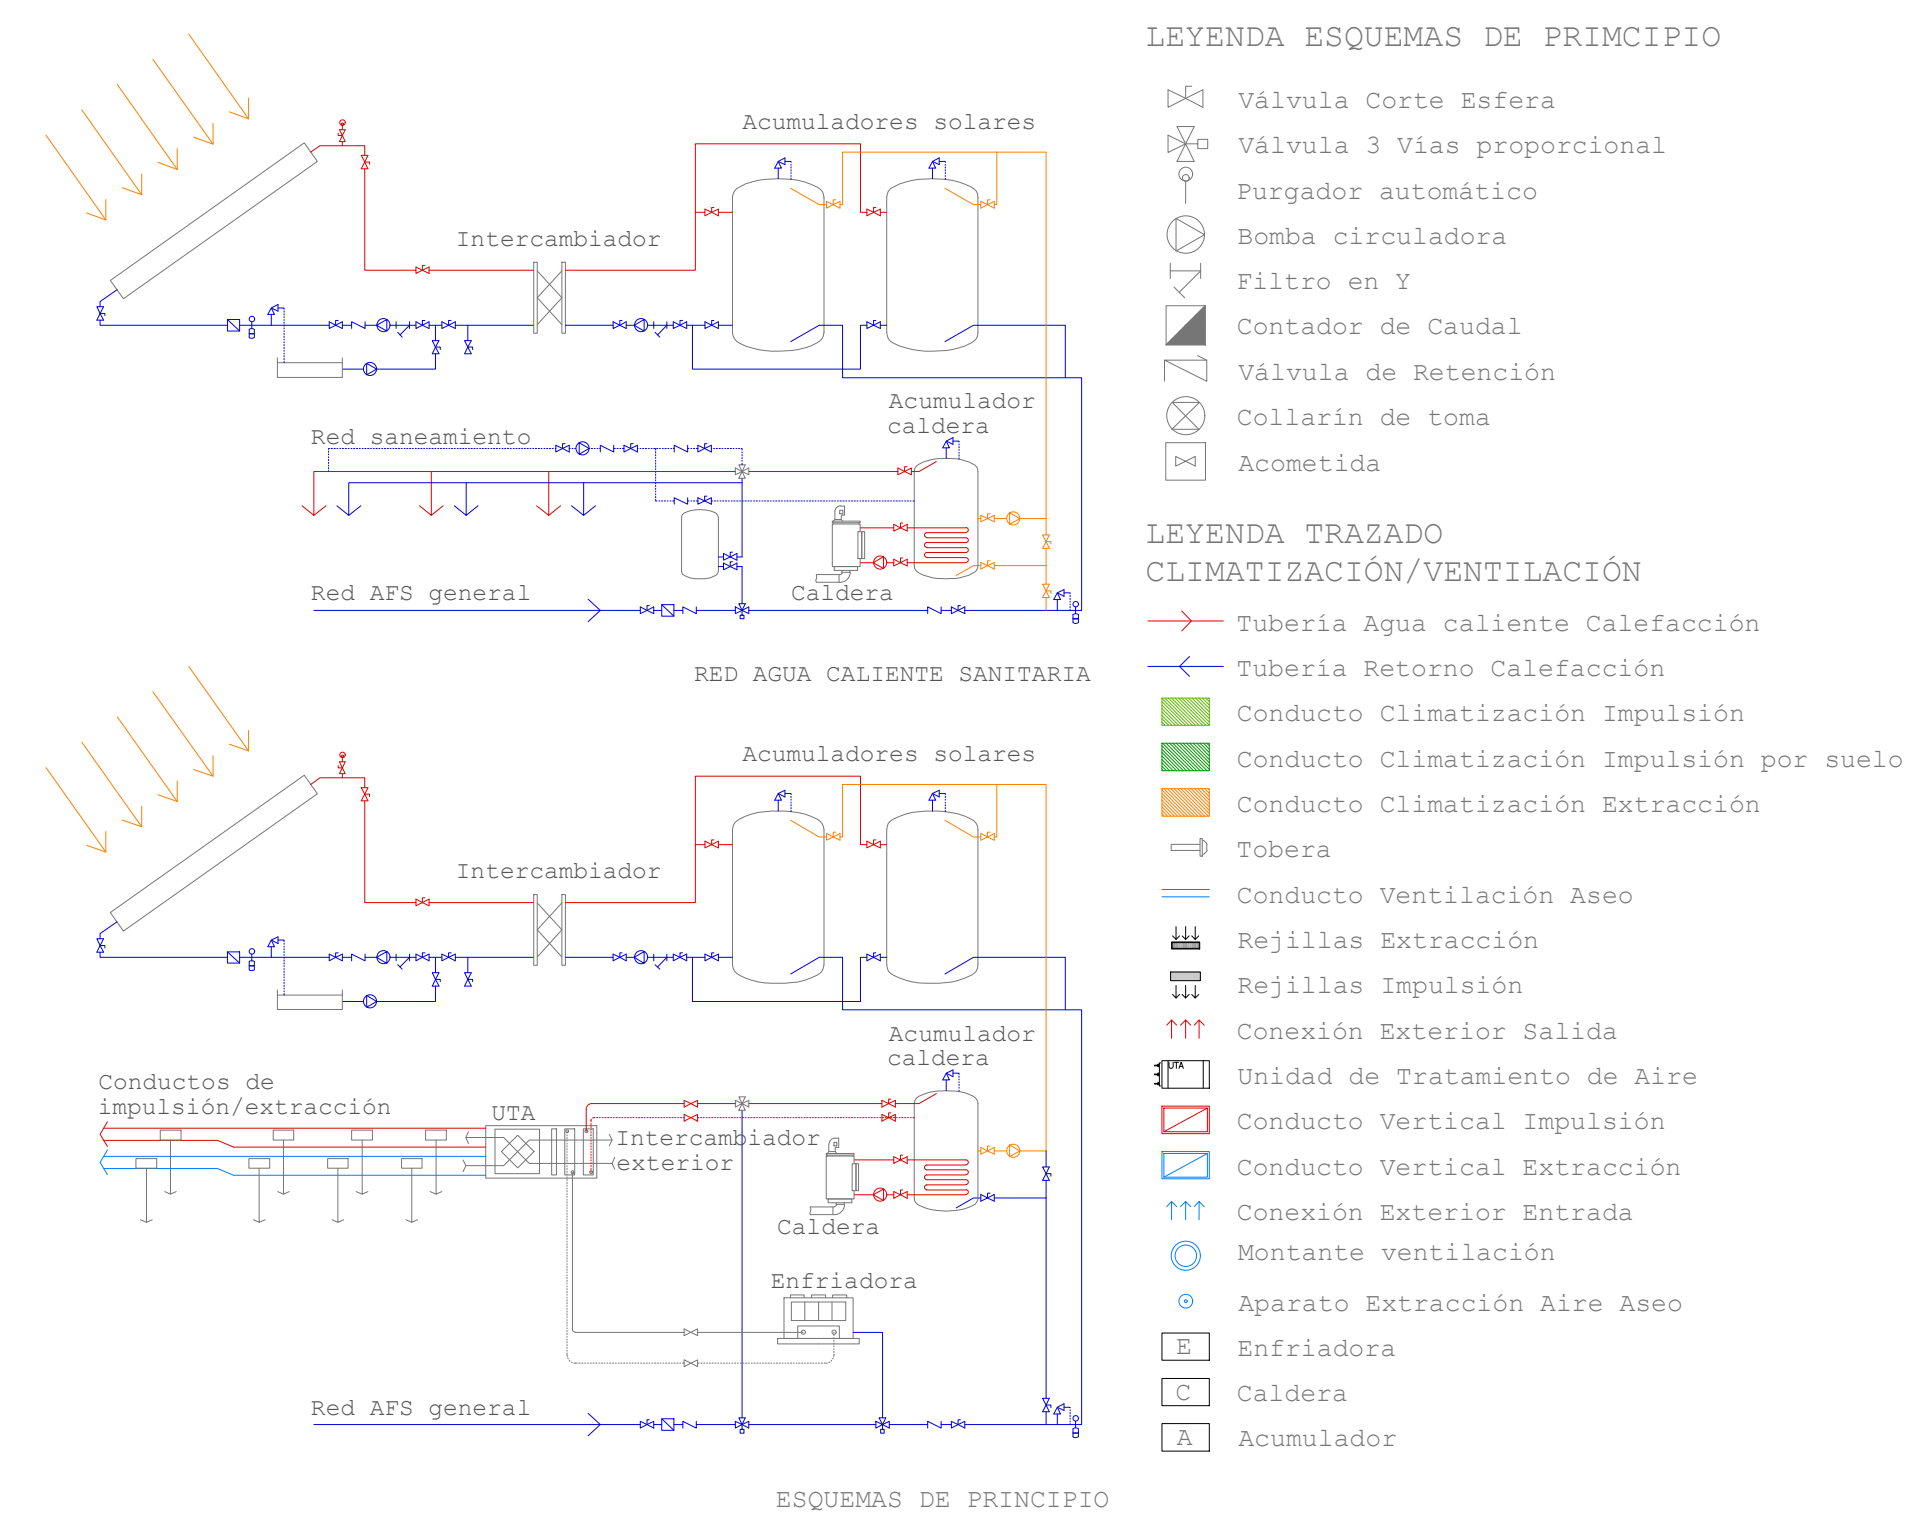 Acumuladores solares
Intercambiador
Acumulador
caldera
Red saneamiento
Caldera
Red AFS general
RED AGUA CALIENTE SANITARIA
Acumuladores solares
Intercambiador
Acumulador
caldera
Conductos de
impulsión/extracción
UTA
Intercambiador
exterior
Caldera
Enfriadora
Red AFS general
ESQUEMAS DE PRINCIPIO
LEYENDA ESQUEMAS DE PRIMCIPIO
Válvula Corte Esfera
Válvula 3 Vías proporcional
Purgador automático
Bomba circuladora
Filtro en Y
Contador de Caudal
Válvula de Retención
Collarín de toma
Acometida
LEYENDA TRAZADO
CLIMATIZACIÓN/VENTILACIÓN
Tubería Agua caliente Calefacción
Tubería Retorno Calefacción
Conducto Climatización Impulsión
Conducto Climatización Impulsión por suelo
Conducto Climatización Extracción
Tobera
Conducto Ventilación Aseo
Rejillas Extracción
Rejillas Impulsión
Conexión Exterior Salida
UTA Unidad de Tratamiento de Aire
Conducto Vertical Impulsión
Conducto Vertical Extracción
Conexión Exterior Entrada
Montante ventilación
Aparato Extracción Aire Aseo
E Enfriadora
C Caldera
A Acumulador